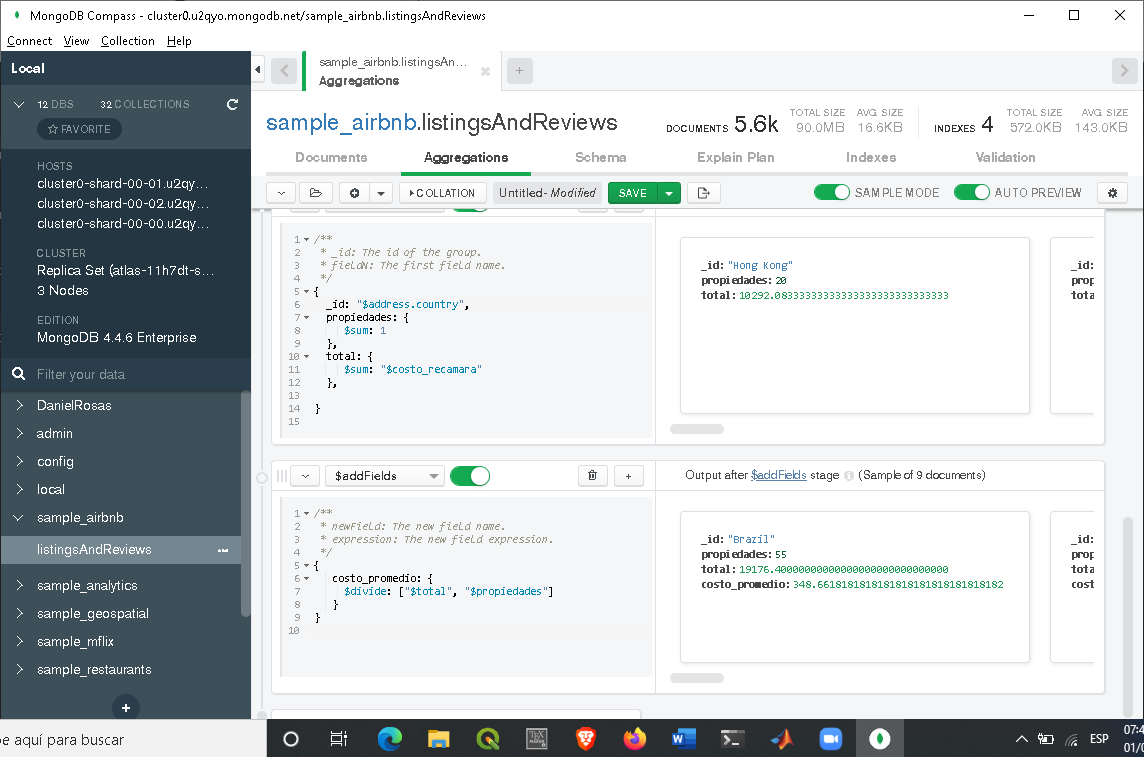 MongoDB Compass - cluster0.u2qyo.mongodb.net/sample_airbnb.listingsAndReviews
Connect View Collection Help
Local
12 DBS 32 COLLECTIONS
FAVORITE
HOSTS
cluster0-shard-00-01.u2qy...
cluster0-shard-00-02.u2qy...
cluster0-shard-00-00.u2qy...
CLUSTER
Replica Set (atlas-11h7dt-s...
3 Nodes
EDITION
MongoDB 4.4.6 Enterprise
Filter your data
DanielRosas
admin
config
local
sample_airbnb
listingsAndReviews
sample_analytics
sample_geospatial
sample_mflix
sample_restaurants
sample_airbnb.listingsAn...
Aggregations
sample_airbnb.listingsAndReviews
DOCUMENTS 5.6k TOTAL SIZE 90.0MB AVG. SIZE 16.6KB
INDEXES 4 TOTAL SIZE 572.0KB AVG. SIZE 143.0KB
Documents Aggregations Schema Explain Plan Indexes Validation
COLLATION Untitled- Modified SAVE SAMPLE MODE AUTO PREVIEW
1 /**
2 * _id: The id of the group.
3 * fieldN: The first field name.
4 */
5 {
6 _id: "$address.country",
7 propiedades: {
8 $sum: 1
9 },
10 total: {
11 $sum: "$costo_recamara"
12 },
13
14 }
15
_id: "Hong Kong"
propiedades: 20
_id:
prop
tota
$addFields
Output after $addFields stage (Sample of 9 documents)
1 /**
2 * newField: The new field name.
3 * expression: The new field expression.
4 */
5 {
6 costo_promedio: {
7 $divide: ["$total", "$propiedades"]
8 }
9 }
10
_id: "Brazil"
propiedades: 55
_id:
prop
tota
cost
e aquí para buscar
ESP
07:4
01/0